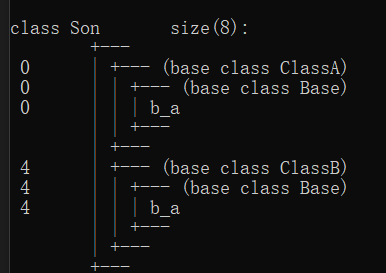 class Son size(8):
+---
0 | +--- (base class ClassA)
0 | | +--- (base class Base)
0 | | | b_a
| | +---
| +---
4 | +--- (base class ClassB)
4 | | +--- (base class Base)
4 | | | b_a
| | +---
| +---
+---